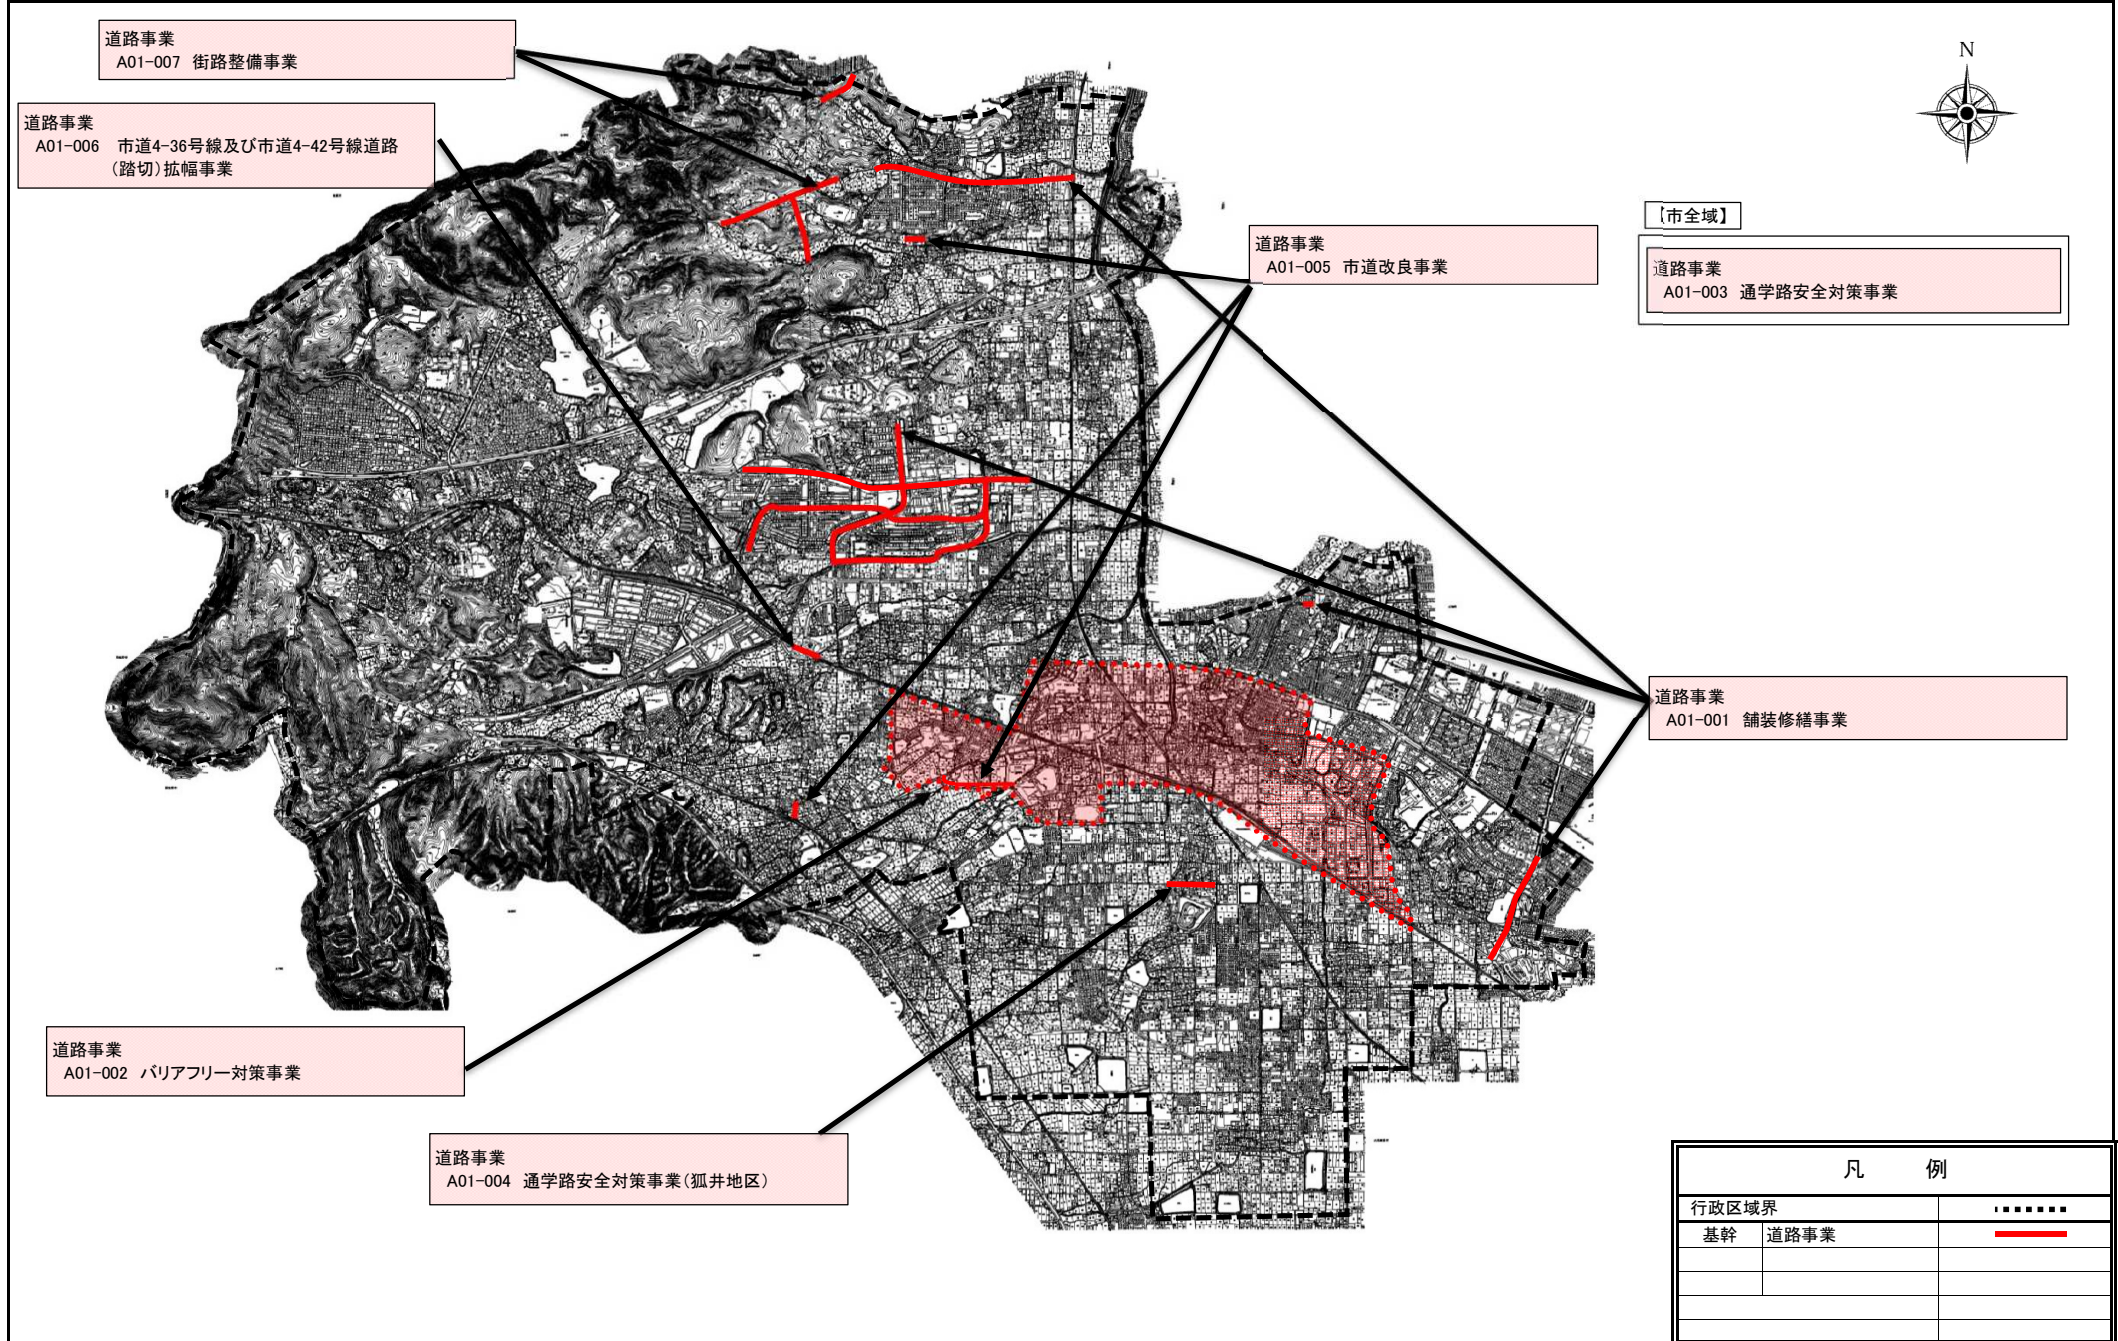 道路事業
A01-007 街路整備事業
道路事業
A01-006 市道4-36号線及び市道4-42号線道路
(踏切)拡幅事業
N
【市全域】
道路事業
A01-003 通学路安全対策事業
道路事業
A01-005 市道改良事業
道路事業
A01-001 舗装修繕事業
道路事業
A01-002 バリアフリー対策事業
道路事業
A01-004 通学路安全対策事業(狐井地区)
凡 例
行政区域界
基幹 道路事業